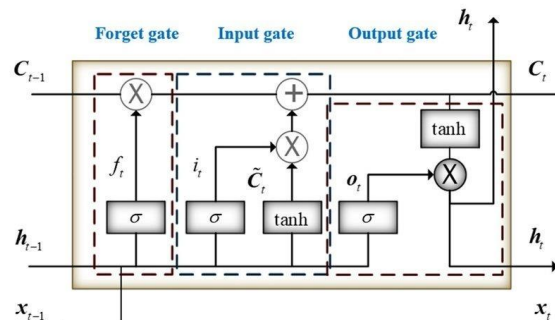 h_t
Forget gate Input gate Output gate
C_{t-1} × + C_t
tanh
f_t i_t × C̃_t o_t ×
σ σ tanh σ
h_{t-1} h_t
x_{t-1} x_t